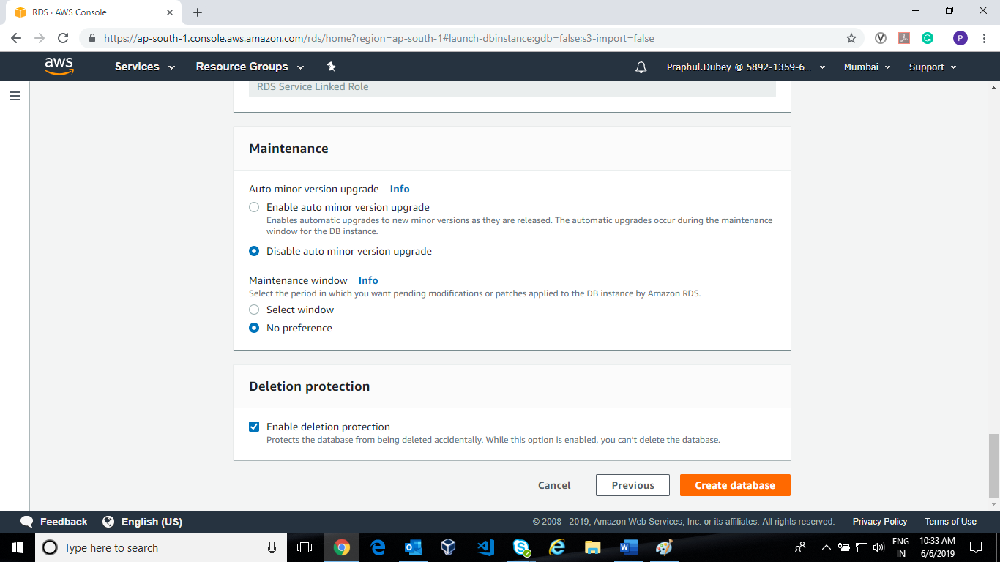 RDS · AWS Console
https://ap-south-1.console.aws.amazon.com/rds/home?region=ap-south-1#launch-dbinstance:gdb=false;s3-import=false
P
aws Services Resource Groups Praphul.Dubey @ 5892-1359-6... Mumbai Support
RDS Service Linked Role
Maintenance
Auto minor version upgrade Info
Enable auto minor version upgrade
Enables automatic upgrades to new minor versions as they are released. The automatic upgrades occur during the maintenance
window for the DB instance.
Disable auto minor version upgrade
Maintenance window Info
Select the period in which you want pending modifications or patches applied to the DB instance by Amazon RDS.
Select window
No preference
Deletion protection
Enable deletion protection
Protects the database from being deleted accidentally. While this option is enabled, you can't delete the database.
Cancel Previous Create database
Feedback English (US) © 2008 - 2019, Amazon Web Services, Inc. or its affiliates. All rights reserved. Privacy Policy Terms of Use
Type here to search
ENG
IN
10:33 AM
6/6/2019